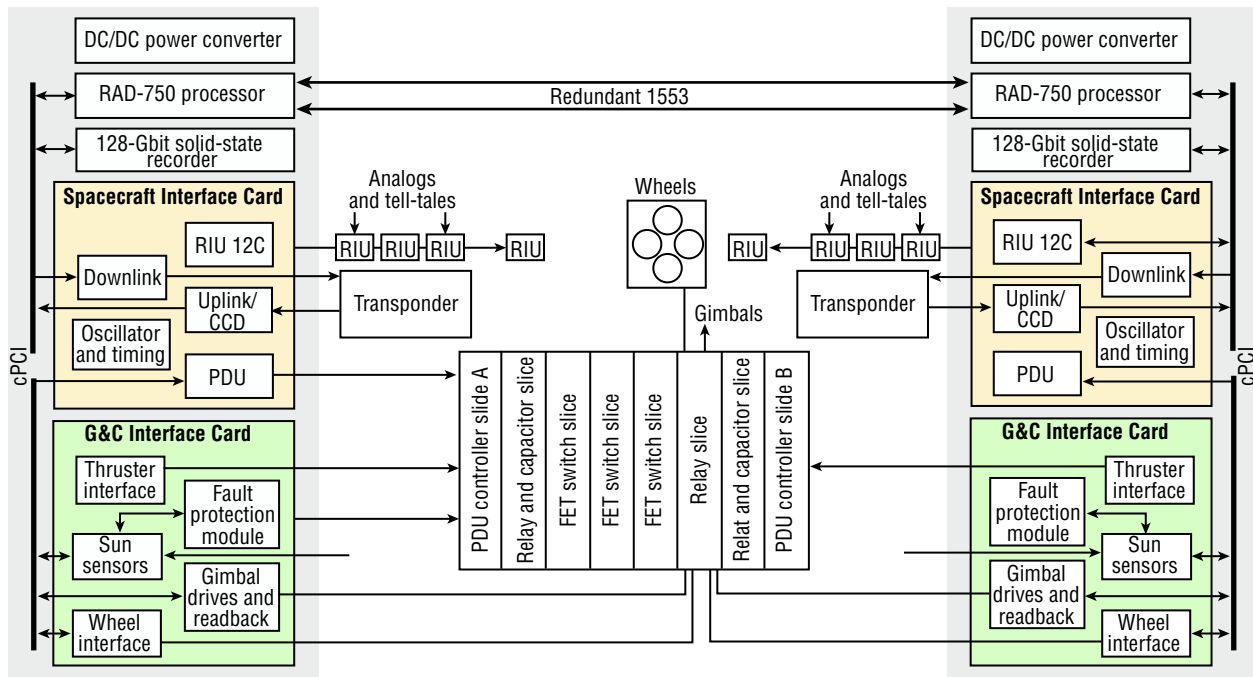 DC/DC power converter
RAD-750 processor
128-Gbit solid-state
recorder
Spacecraft Interface Card
RIU 12C
Downlink
Uplink/
CCD
Oscillator
and timing
PDU
cPCI
G&C Interface Card
Thruster
interface
Fault
protection
module
Sun
sensors
Gimbal
drives and
readback
Wheel
interface
Redundant 1553
Analogs
and tell-tales
RIU
RIU
RIU
RIU
Transponder
Wheels
Gimbals
PDU controller slide A
Relay and capacitor slice
FET switch slice
FET switch slice
FET switch slice
Relay slice
Relat and capacitor slice
PDU controller slide B
Analogs
and tell-tales
RIU
RIU
RIU
RIU
Transponder
DC/DC power converter
RAD-750 processor
128-Gbit solid-state
recorder
Spacecraft Interface Card
RIU 12C
Downlink
Uplink/
CCD
Oscillator
and timing
PDU
cPCI
G&C Interface Card
Thruster
interface
Fault
protection
module
Sun
sensors
Gimbal
drives and
readback
Wheel
interface